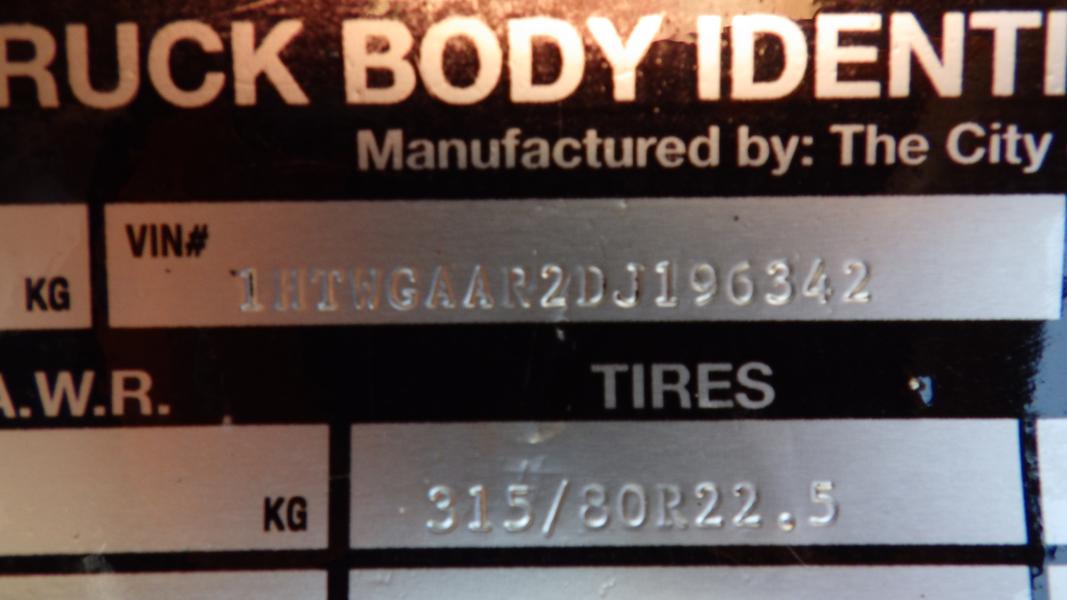 RUCK BODY IDENTI
Manufactured by: The City
VIN#
KG
1HTWGAAR2DJ196342
A.W.R.
TIRES
KG
315/80R22.5